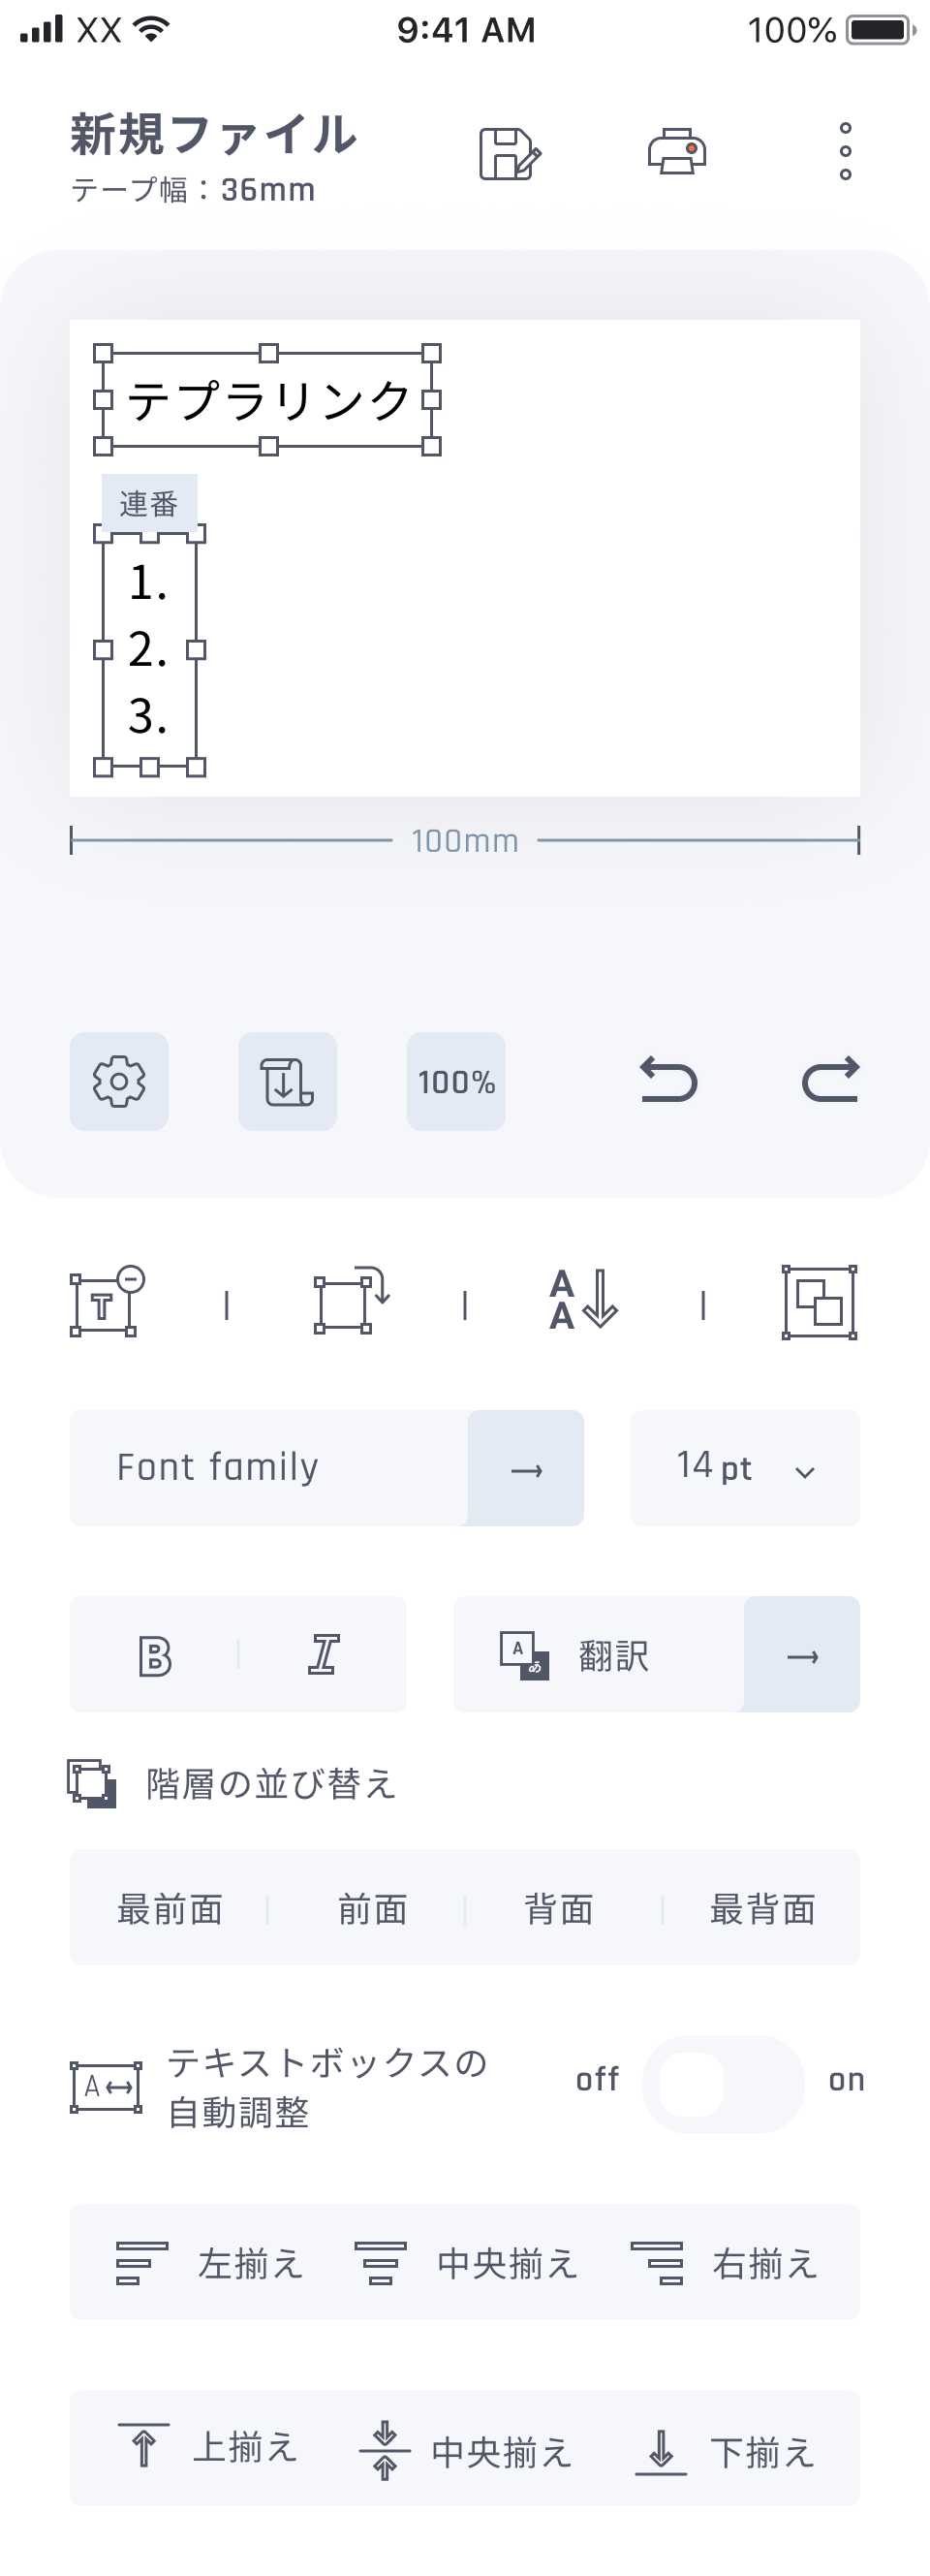 XX 9:41 AM 100%
新規ファイル
テープ幅：36mm
テプラリンク
連番
1.
2.
3.
100mm
100%
T A
A
Font family 14 pt
B I A あ 翻訳
階層の並び替え
最前面 前面 背面 最背面
A テキストボックスの
自動調整
off on
左揃え 中央揃え 右揃え
上揃え 中央揃え 下揃え